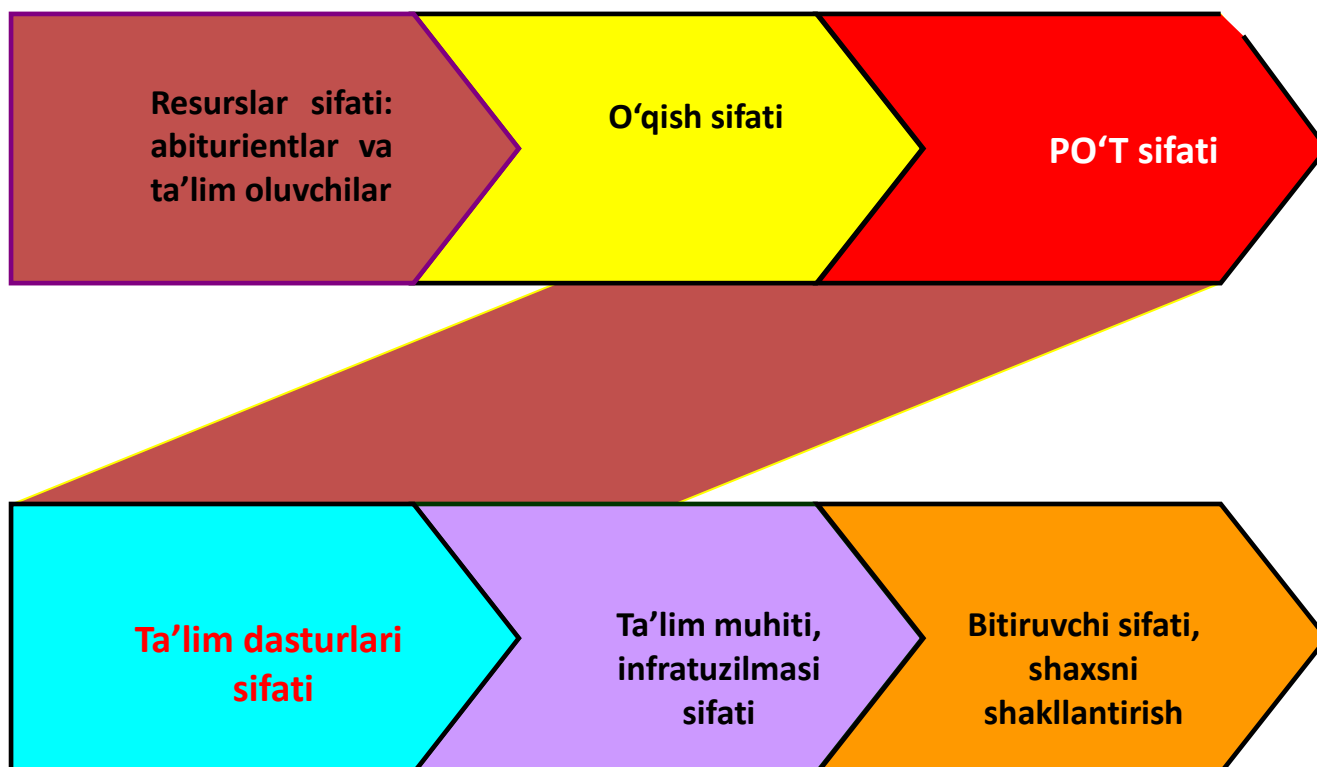 Resurslar sifati:
abiturientlar va
ta’lim oluvchilar
O‘qish sifati
PO‘T sifati
Ta’lim dasturlari
sifati
Ta’lim muhiti,
infratuzilmasi
sifati
Bitiruvchi sifati,
shaxsni
shakllantirish